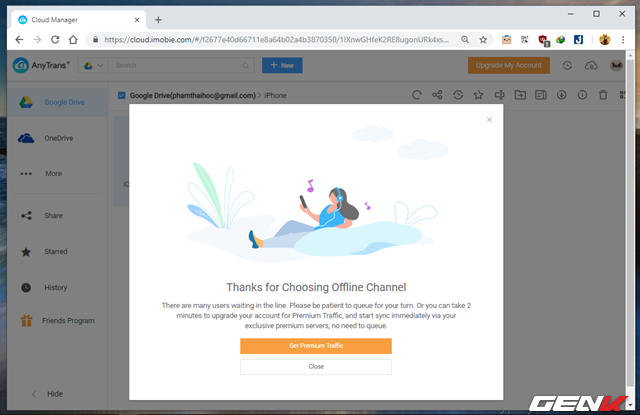 Cloud Manager
https://cloud.imobie.com/#/f2677e40d66711e8a64b02a4b3870350/1IXnwGHfeK2RE8ugonURk4xs...
AnyTrans®
Search
+ New
Upgrade My Account
Google Drive
Google Drive(phamthaihoc@gmail.com) > iPhone
OneDrive
More
Share
Starred
History
Friends Program
Hide
Thanks for Choosing Offline Channel
There are many users waiting in the line. Please be patient to queue for your turn. Or you can take 2
minutes to upgrade your account for Premium Traffic, and start sync immediately via your
exclusive premium servers, no need to queue.
Get Premium Traffic
Close
GENK